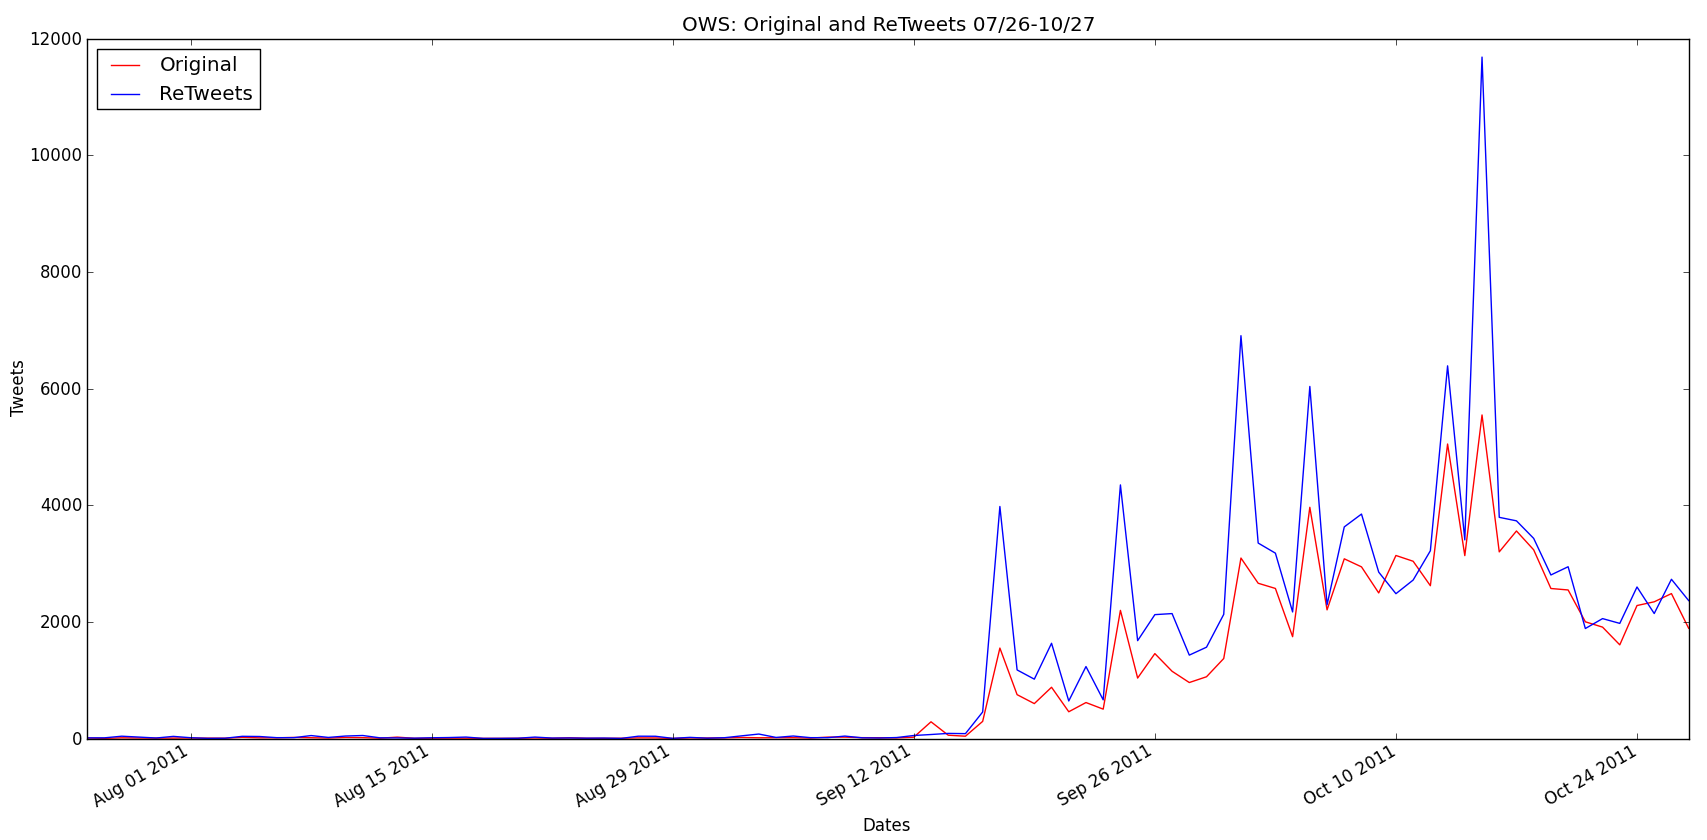 OWS: Original and ReTweets 07/26-10/27
12000
10000
8000
6000
4000
2000
0
Tweets
Original
ReTweets
Aug 01 2011
Aug 15 2011
Aug 29 2011
Sep 12 2011
Sep 26 2011
Oct 10 2011
Oct 24 2011
Dates